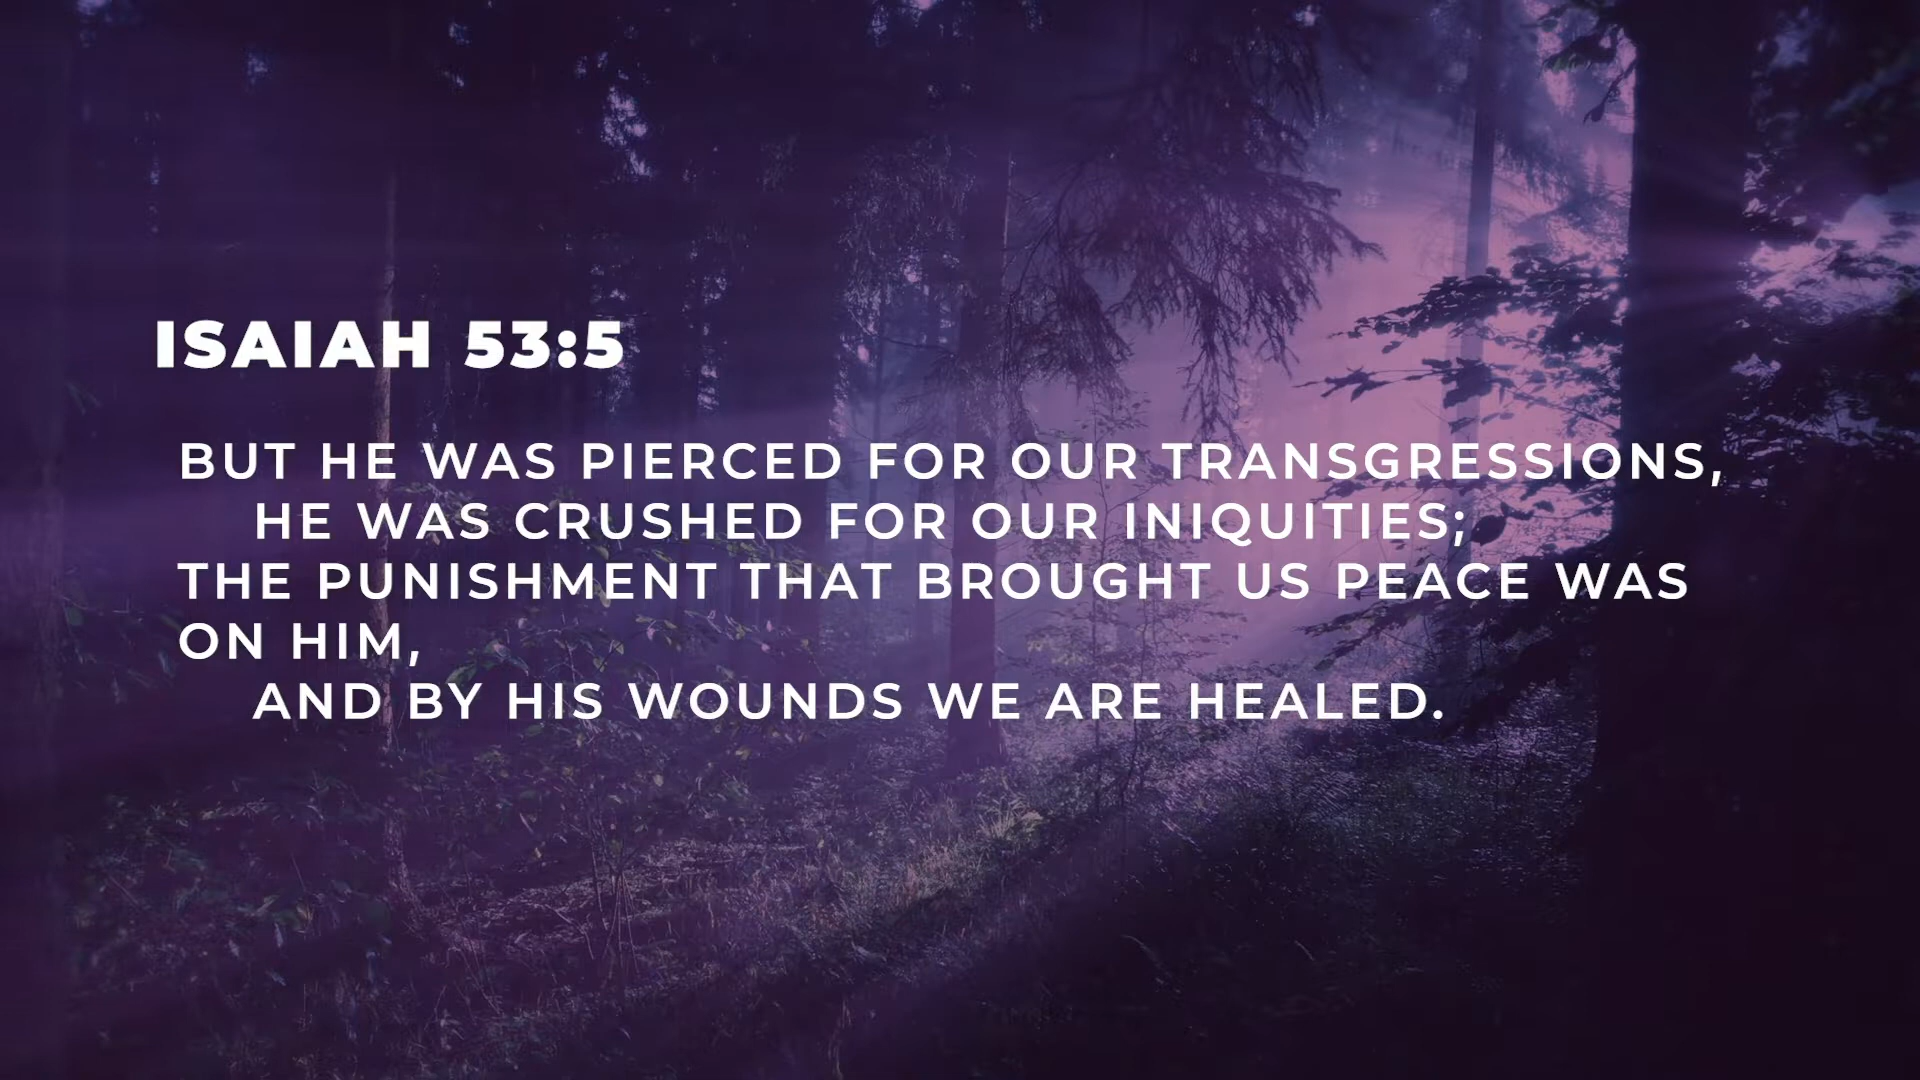 ISAIAH 53:5
BUT HE WAS PIERCED FOR OUR TRANSGRESSIONS,
HE WAS CRUSHED FOR OUR INIQUITIES;
THE PUNISHMENT THAT BROUGHT US PEACE WAS
ON HIM,
AND BY HIS WOUNDS WE ARE HEALED.